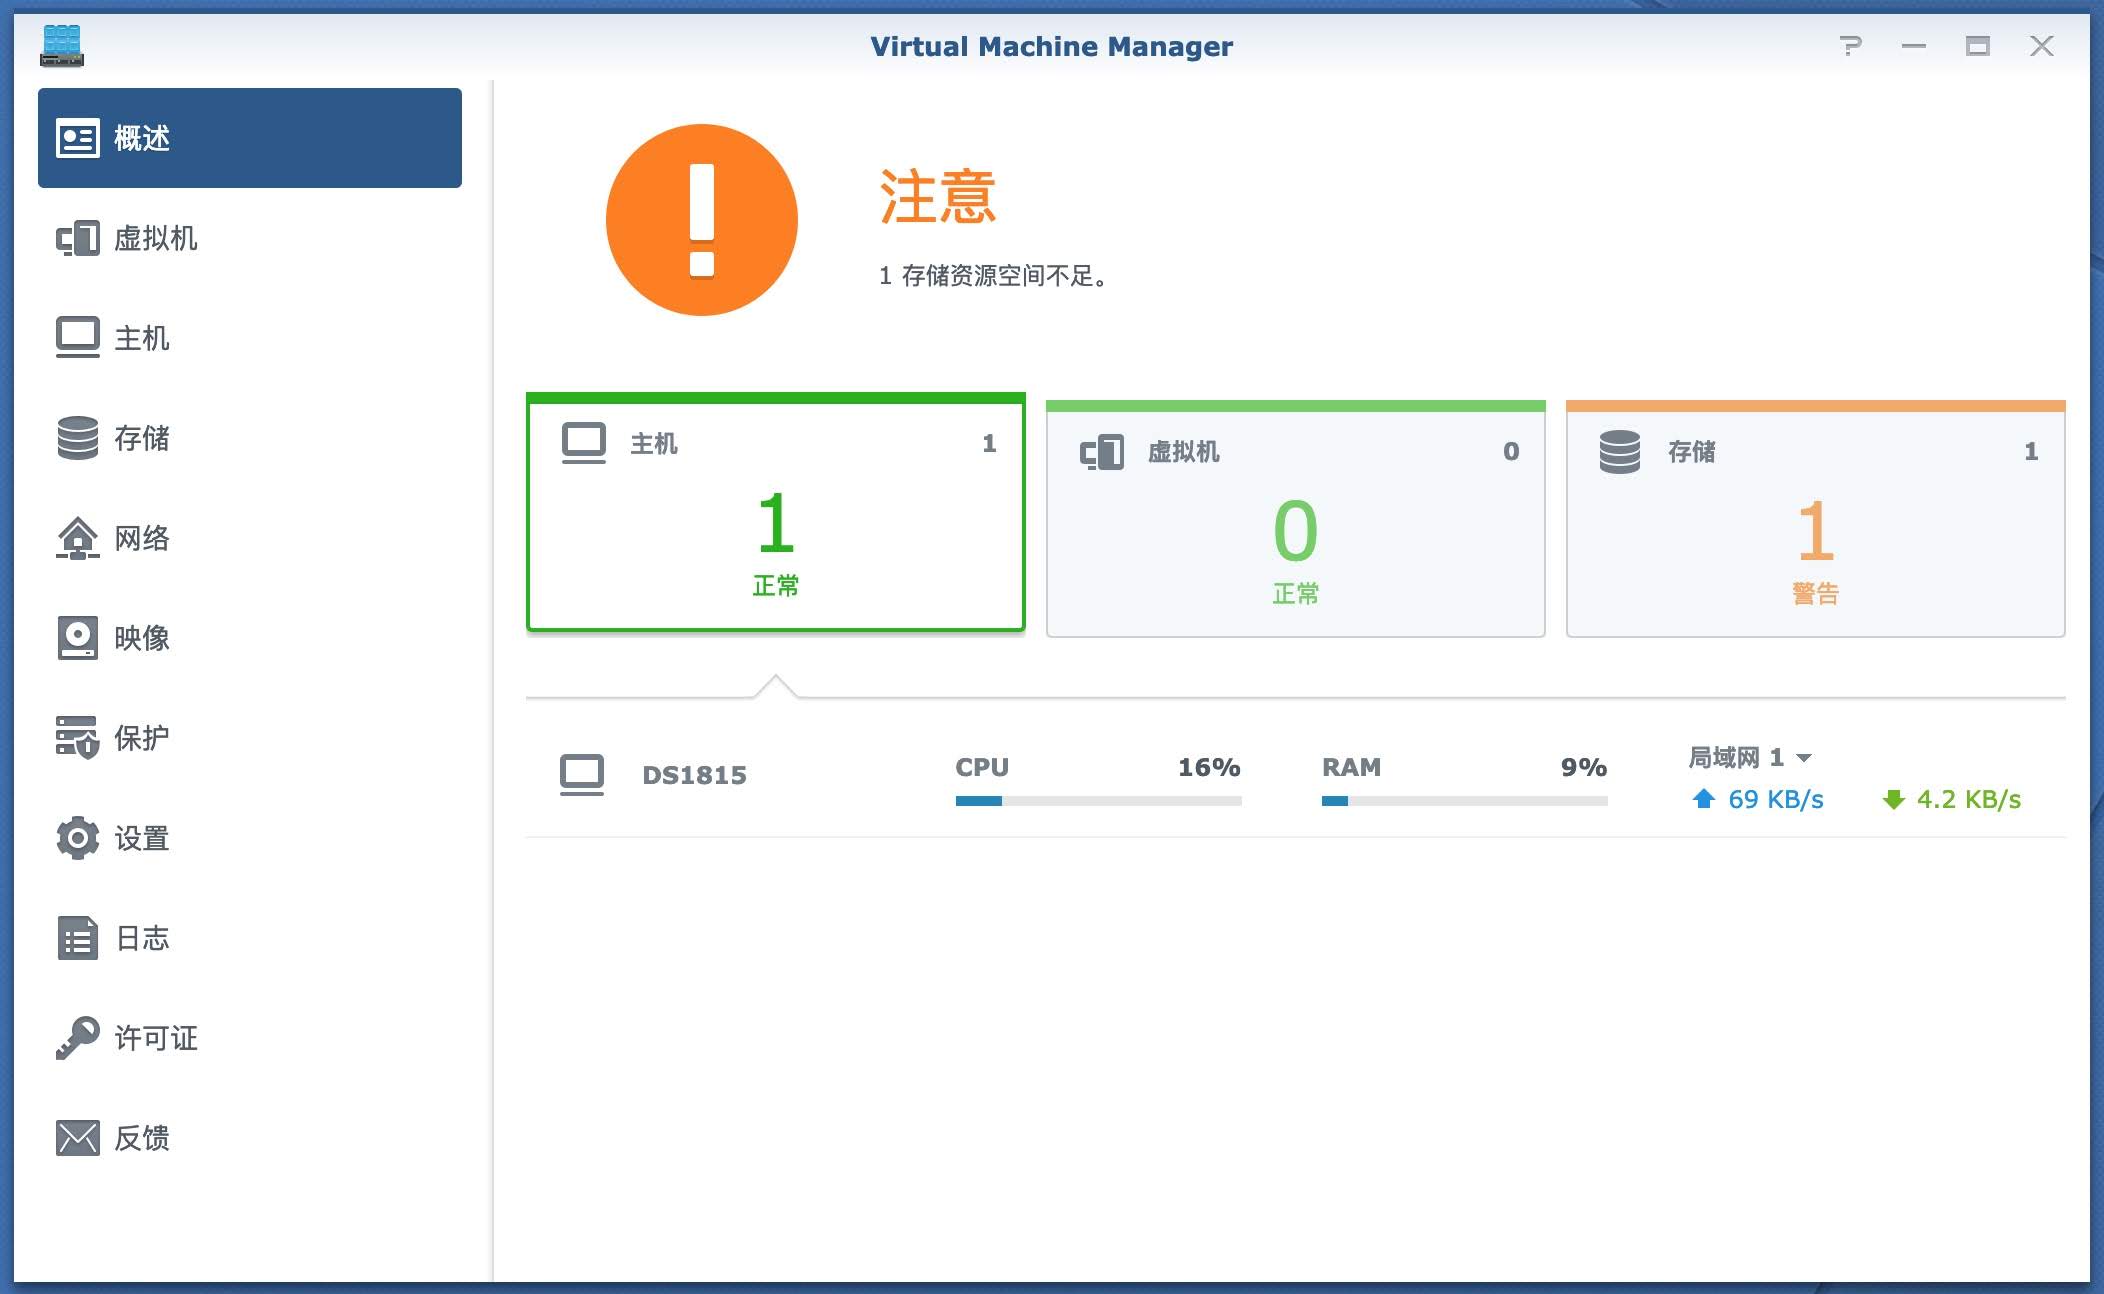 Virtual Machine Manager
概述
虚拟机
主机
存储
网络
映像
保护
设置
日志
许可证
反馈
注意
1 存储资源空间不足。
主机 1
1
正常
虚拟机 0
0
正常
存储 1
1
警告
DS1815
CPU 16%
RAM 9%
局域网 1
69 KB/s 4.2 KB/s